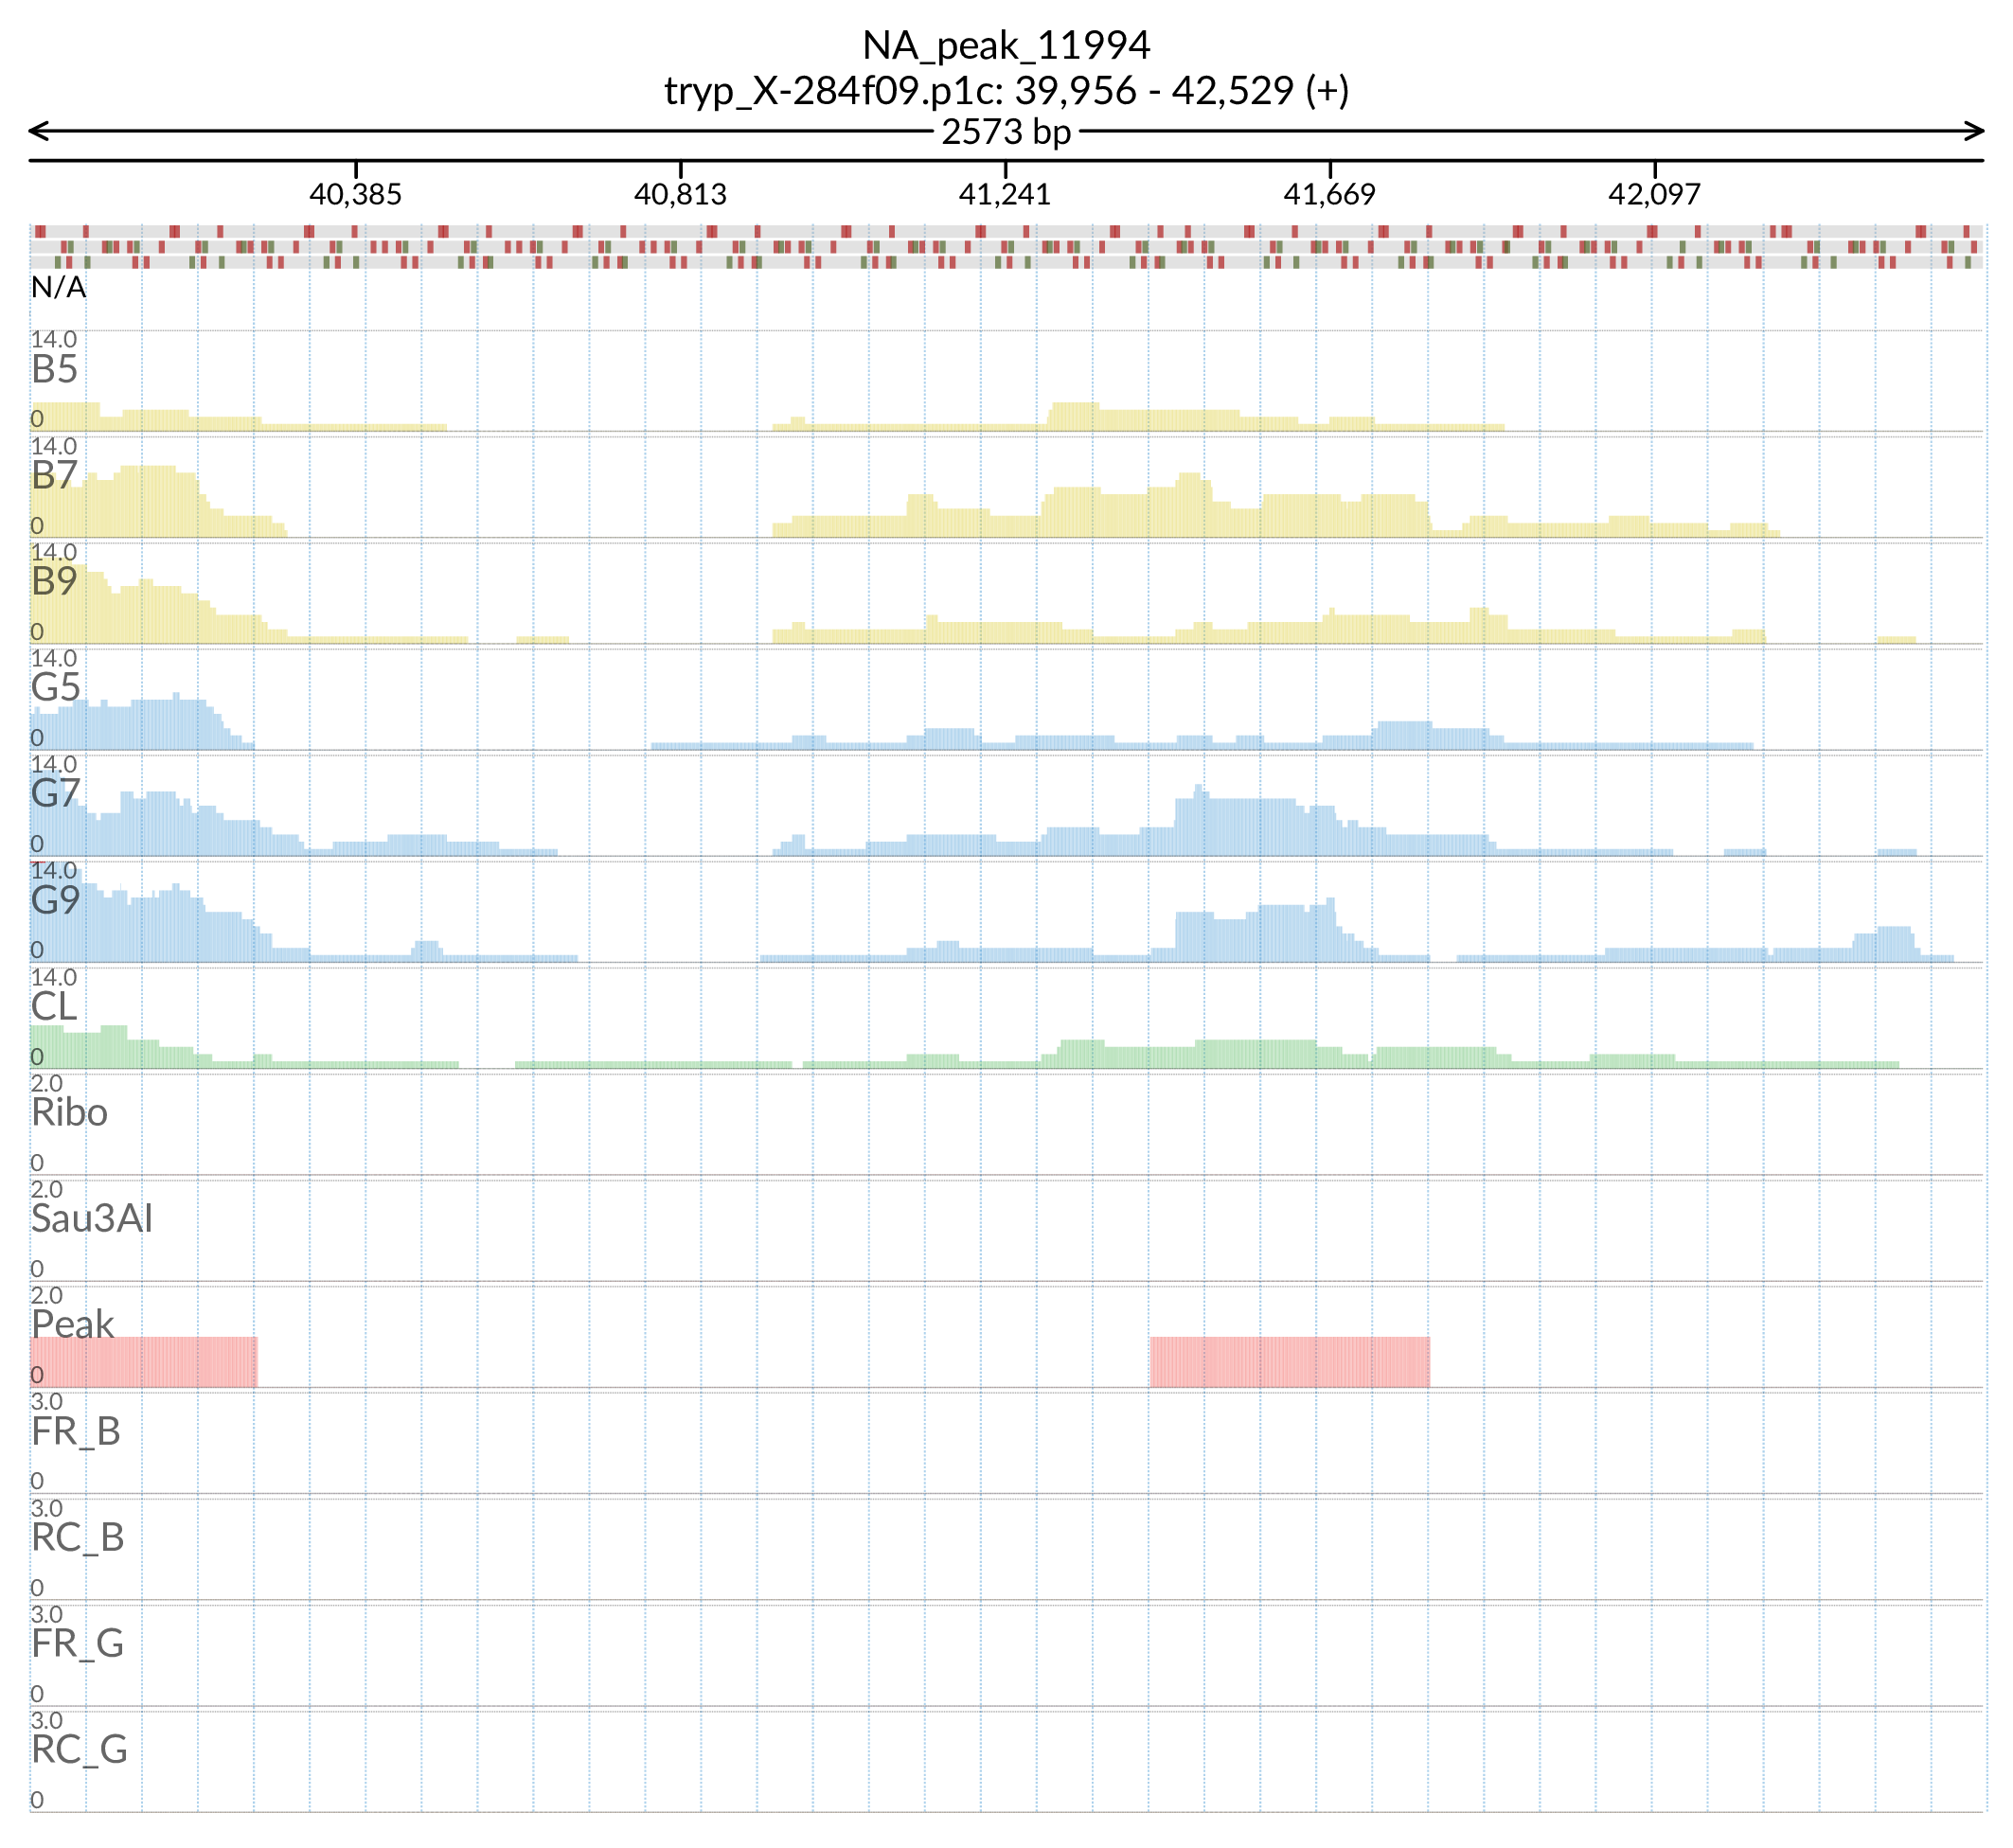 NA_peak_11994
tryp_X-284f09.p1c: 39,956 - 42,529 (+)
2573 bp
40,385 40,813 41,241 41,669 42,097
N/A
14.0
B5
0
14.0
B7
0
14.0
B9
0
14.0
G5
0
14.0
G7
0
14.0
G9
0
14.0
CL
0
2.0
Ribo
0
2.0
Sau3AI
0
2.0
Peak
0
3.0
FR_B
0
3.0
RC_B
0
3.0
FR_G
0
3.0
RC_G
0